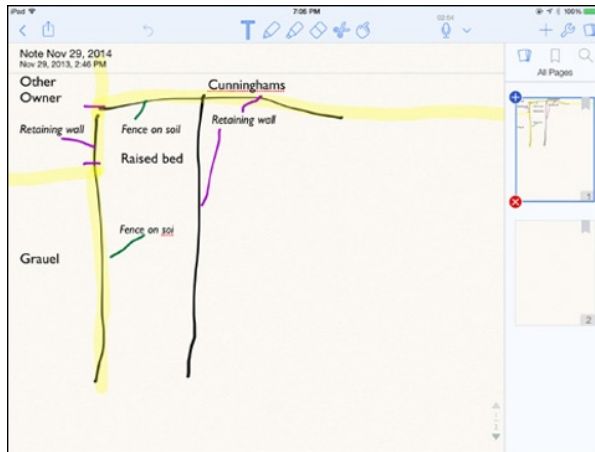 iPad
7:05 PM
100%
02:54
T
Note Nov 29, 2014
Nov 29, 2013, 2:46 PM
All Pages
Other
Owner
Cunninghams
Retaining wall
Fence on soil
Retaining wall
Raised bed
Fence on soi
Grauel
1
2